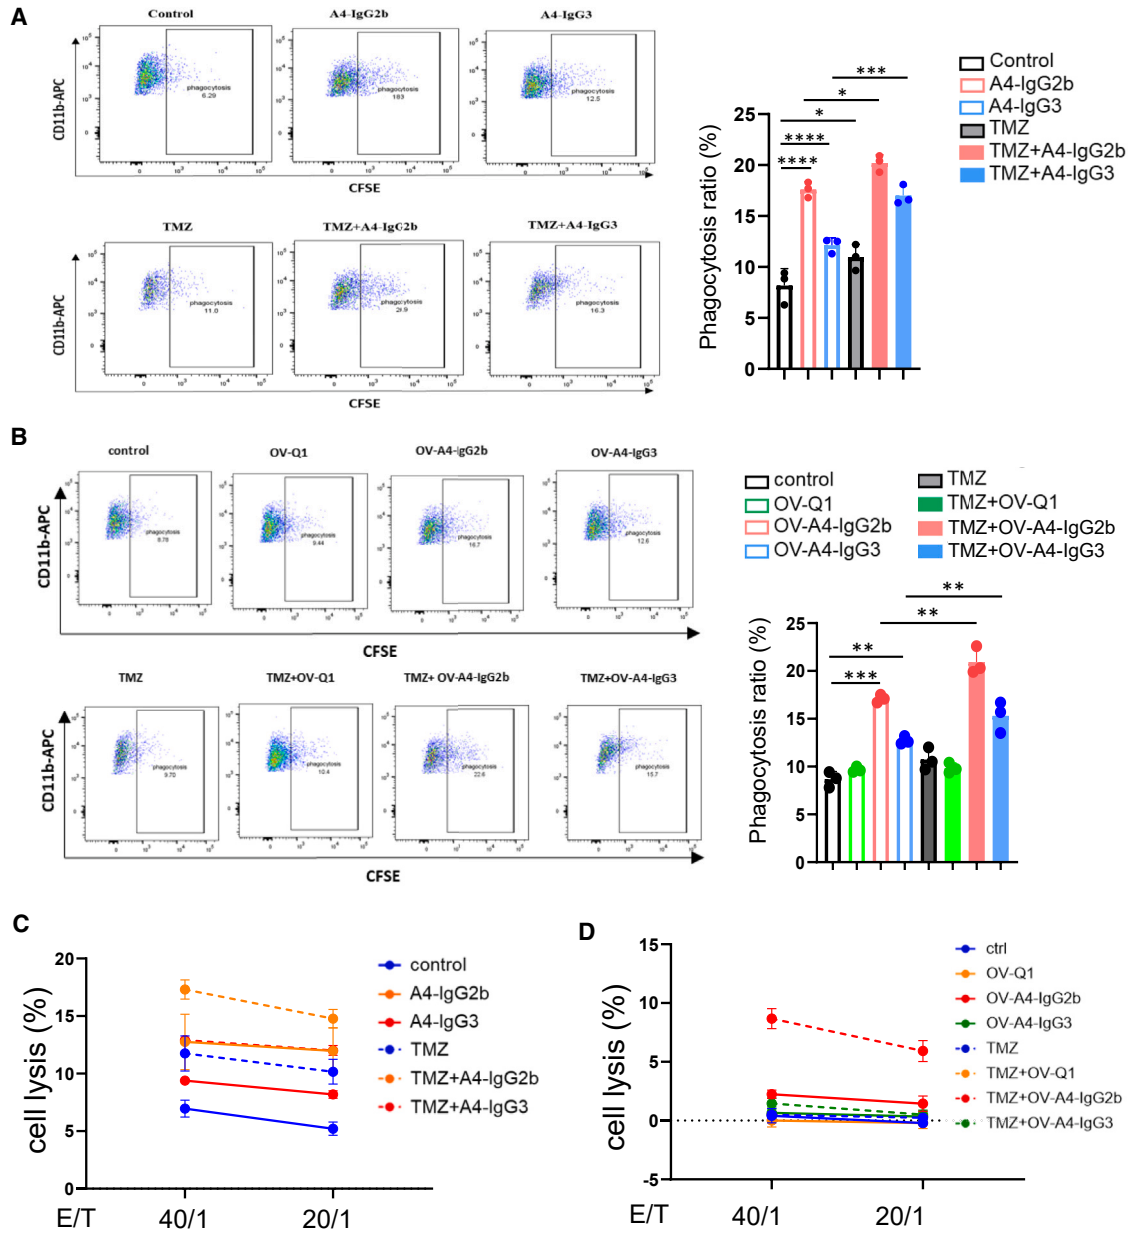 A
Control
A4-IgG2b
A4-IgG3
CD11b-APC
phagocytosis
6.29
phagocytosis
phagocytosis
12.5
CFSE
TMZ
TMZ+A4-IgG2b
TMZ+A4-IgG3
CD11b-APC
phagocytosis
11.0
phagocytosis
phagocytosis
16.3
CFSE
Control
A4-IgG2b
A4-IgG3
TMZ
TMZ+A4-IgG2b
TMZ+A4-IgG3
***
*
*
****
****
Phagocytosis ratio (%)
25
20
15
10
5
0
B
control
OV-Q1
OV-A4-IgG2b
OV-A4-IgG3
CD11b-APC
phagocytosis
8.78
phagocytosis
9.44
phagocytosis
16.7
phagocytosis
12.6
CFSE
TMZ
TMZ+OV-Q1
TMZ+ OV-A4-IgG2b
TMZ+OV-A4-IgG3
CD11b-APC
phagocytosis
9.70
phagocytosis
10.4
phagocytosis
22.6
phagocytosis
15.7
CFSE
control
OV-Q1
OV-A4-IgG2b
OV-A4-IgG3
TMZ
TMZ+OV-Q1
TMZ+OV-A4-IgG2b
TMZ+OV-A4-IgG3
**
**
**
***
Phagocytosis ratio (%)
25
20
15
10
5
0
C
cell lysis (%)
20
15
10
5
0
E/T
40/1
20/1
control
A4-IgG2b
A4-IgG3
TMZ
TMZ+A4-IgG2b
TMZ+A4-IgG3
D
cell lysis (%)
15
10
5
0
-5
E/T
40/1
20/1
ctrl
OV-Q1
OV-A4-IgG2b
OV-A4-IgG3
TMZ
TMZ+OV-Q1
TMZ+OV-A4-IgG2b
TMZ+OV-A4-IgG3